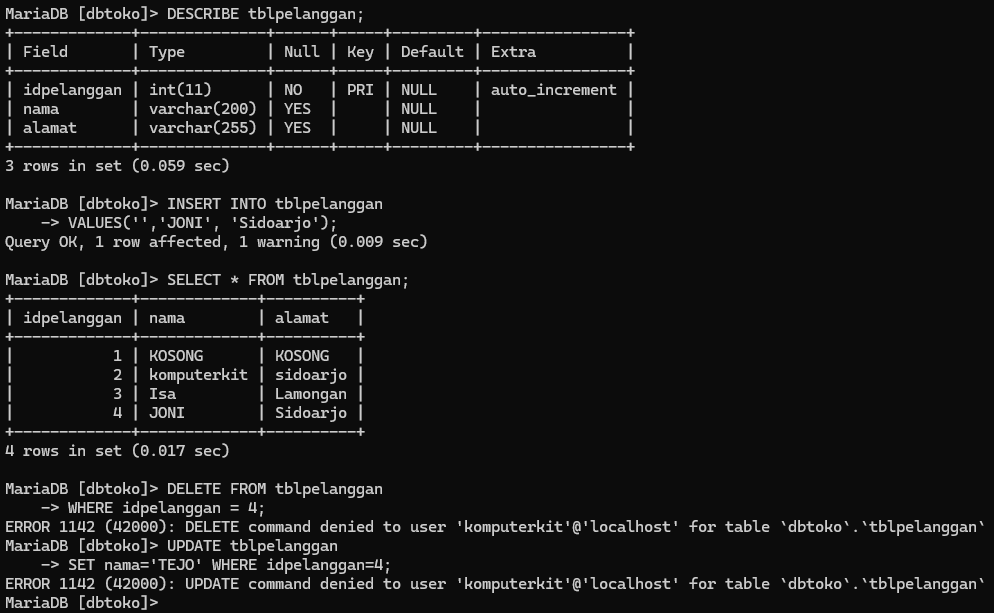 MariaDB [dbtoko]> DESCRIBE tblpelanggan;
+-------------+--------------+------+-----+---------+----------------+
| Field       | Type         | Null | Key | Default | Extra          |
+-------------+--------------+------+-----+---------+----------------+
| idpelanggan | int(11)      | NO   | PRI | NULL    | auto_increment |
| nama        | varchar(200) | YES  |     | NULL    |                |
| alamat      | varchar(255) | YES  |     | NULL    |                |
+-------------+--------------+------+-----+---------+----------------+
3 rows in set (0.059 sec)

MariaDB [dbtoko]> INSERT INTO tblpelanggan
    -> VALUES('','JONI', 'Sidoarjo');
Query OK, 1 row affected, 1 warning (0.009 sec)

MariaDB [dbtoko]> SELECT * FROM tblpelanggan;
+-------------+-------------+----------+
| idpelanggan | nama        | alamat   |
+-------------+-------------+----------+
|           1 | KOSONG      | KOSONG   |
|           2 | komputerkit | sidoarjo |
|           3 | Isa         | Lamongan |
|           4 | JONI        | Sidoarjo |
+-------------+-------------+----------+
4 rows in set (0.017 sec)

MariaDB [dbtoko]> DELETE FROM tblpelanggan
    -> WHERE idpelanggan = 4;
ERROR 1142 (42000): DELETE command denied to user 'komputerkit'@'localhost' for table `dbtoko`.`tblpelanggan`
MariaDB [dbtoko]> UPDATE tblpelanggan
    -> SET nama='TEJO' WHERE idpelanggan=4;
ERROR 1142 (42000): UPDATE command denied to user 'komputerkit'@'localhost' for table `dbtoko`.`tblpelanggan`
MariaDB [dbtoko]>